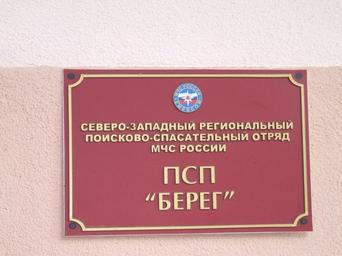 СЕВЕРО-ЗАПАДНЫЙ РЕГИОНАЛЬНЫЙ
ПОИСКОВО-СПАСАТЕЛЬНЫЙ ОТРЯД
МЧС РОССИИ
ПСП
"БЕРЕГ"